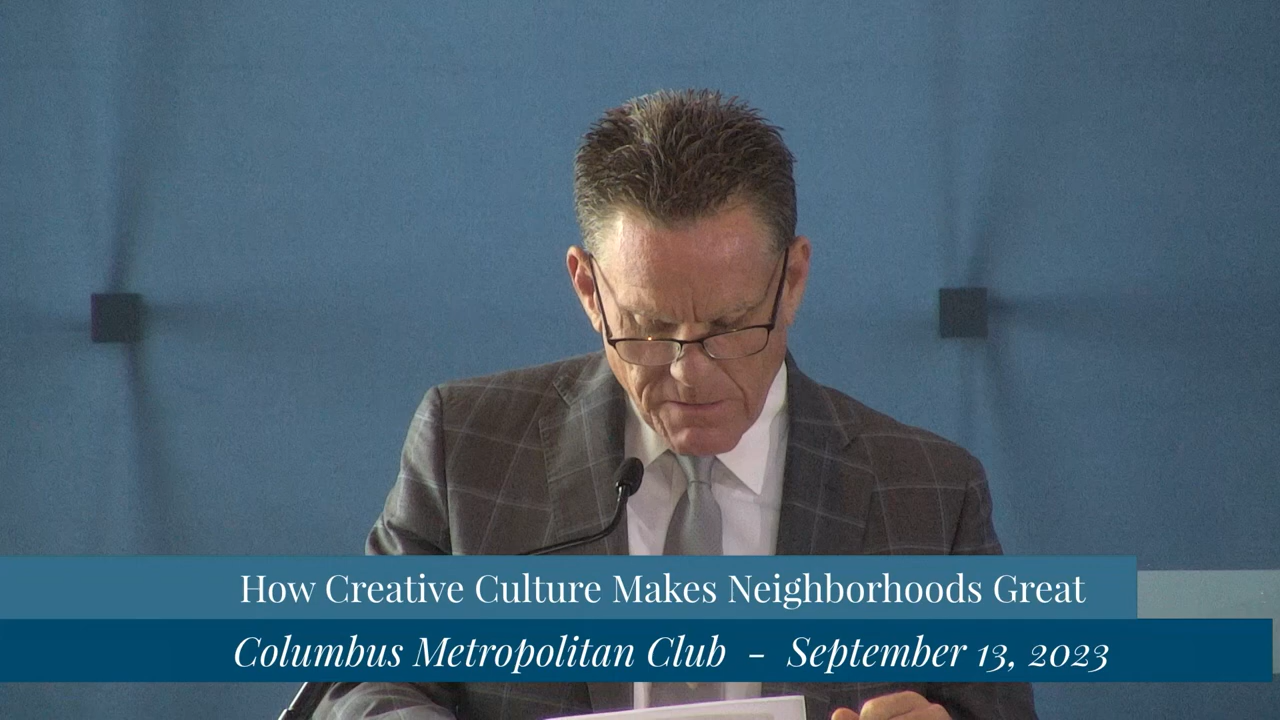 How Creative Culture Makes Neighborhoods Great
Columbus Metropolitan Club - September 13, 2023